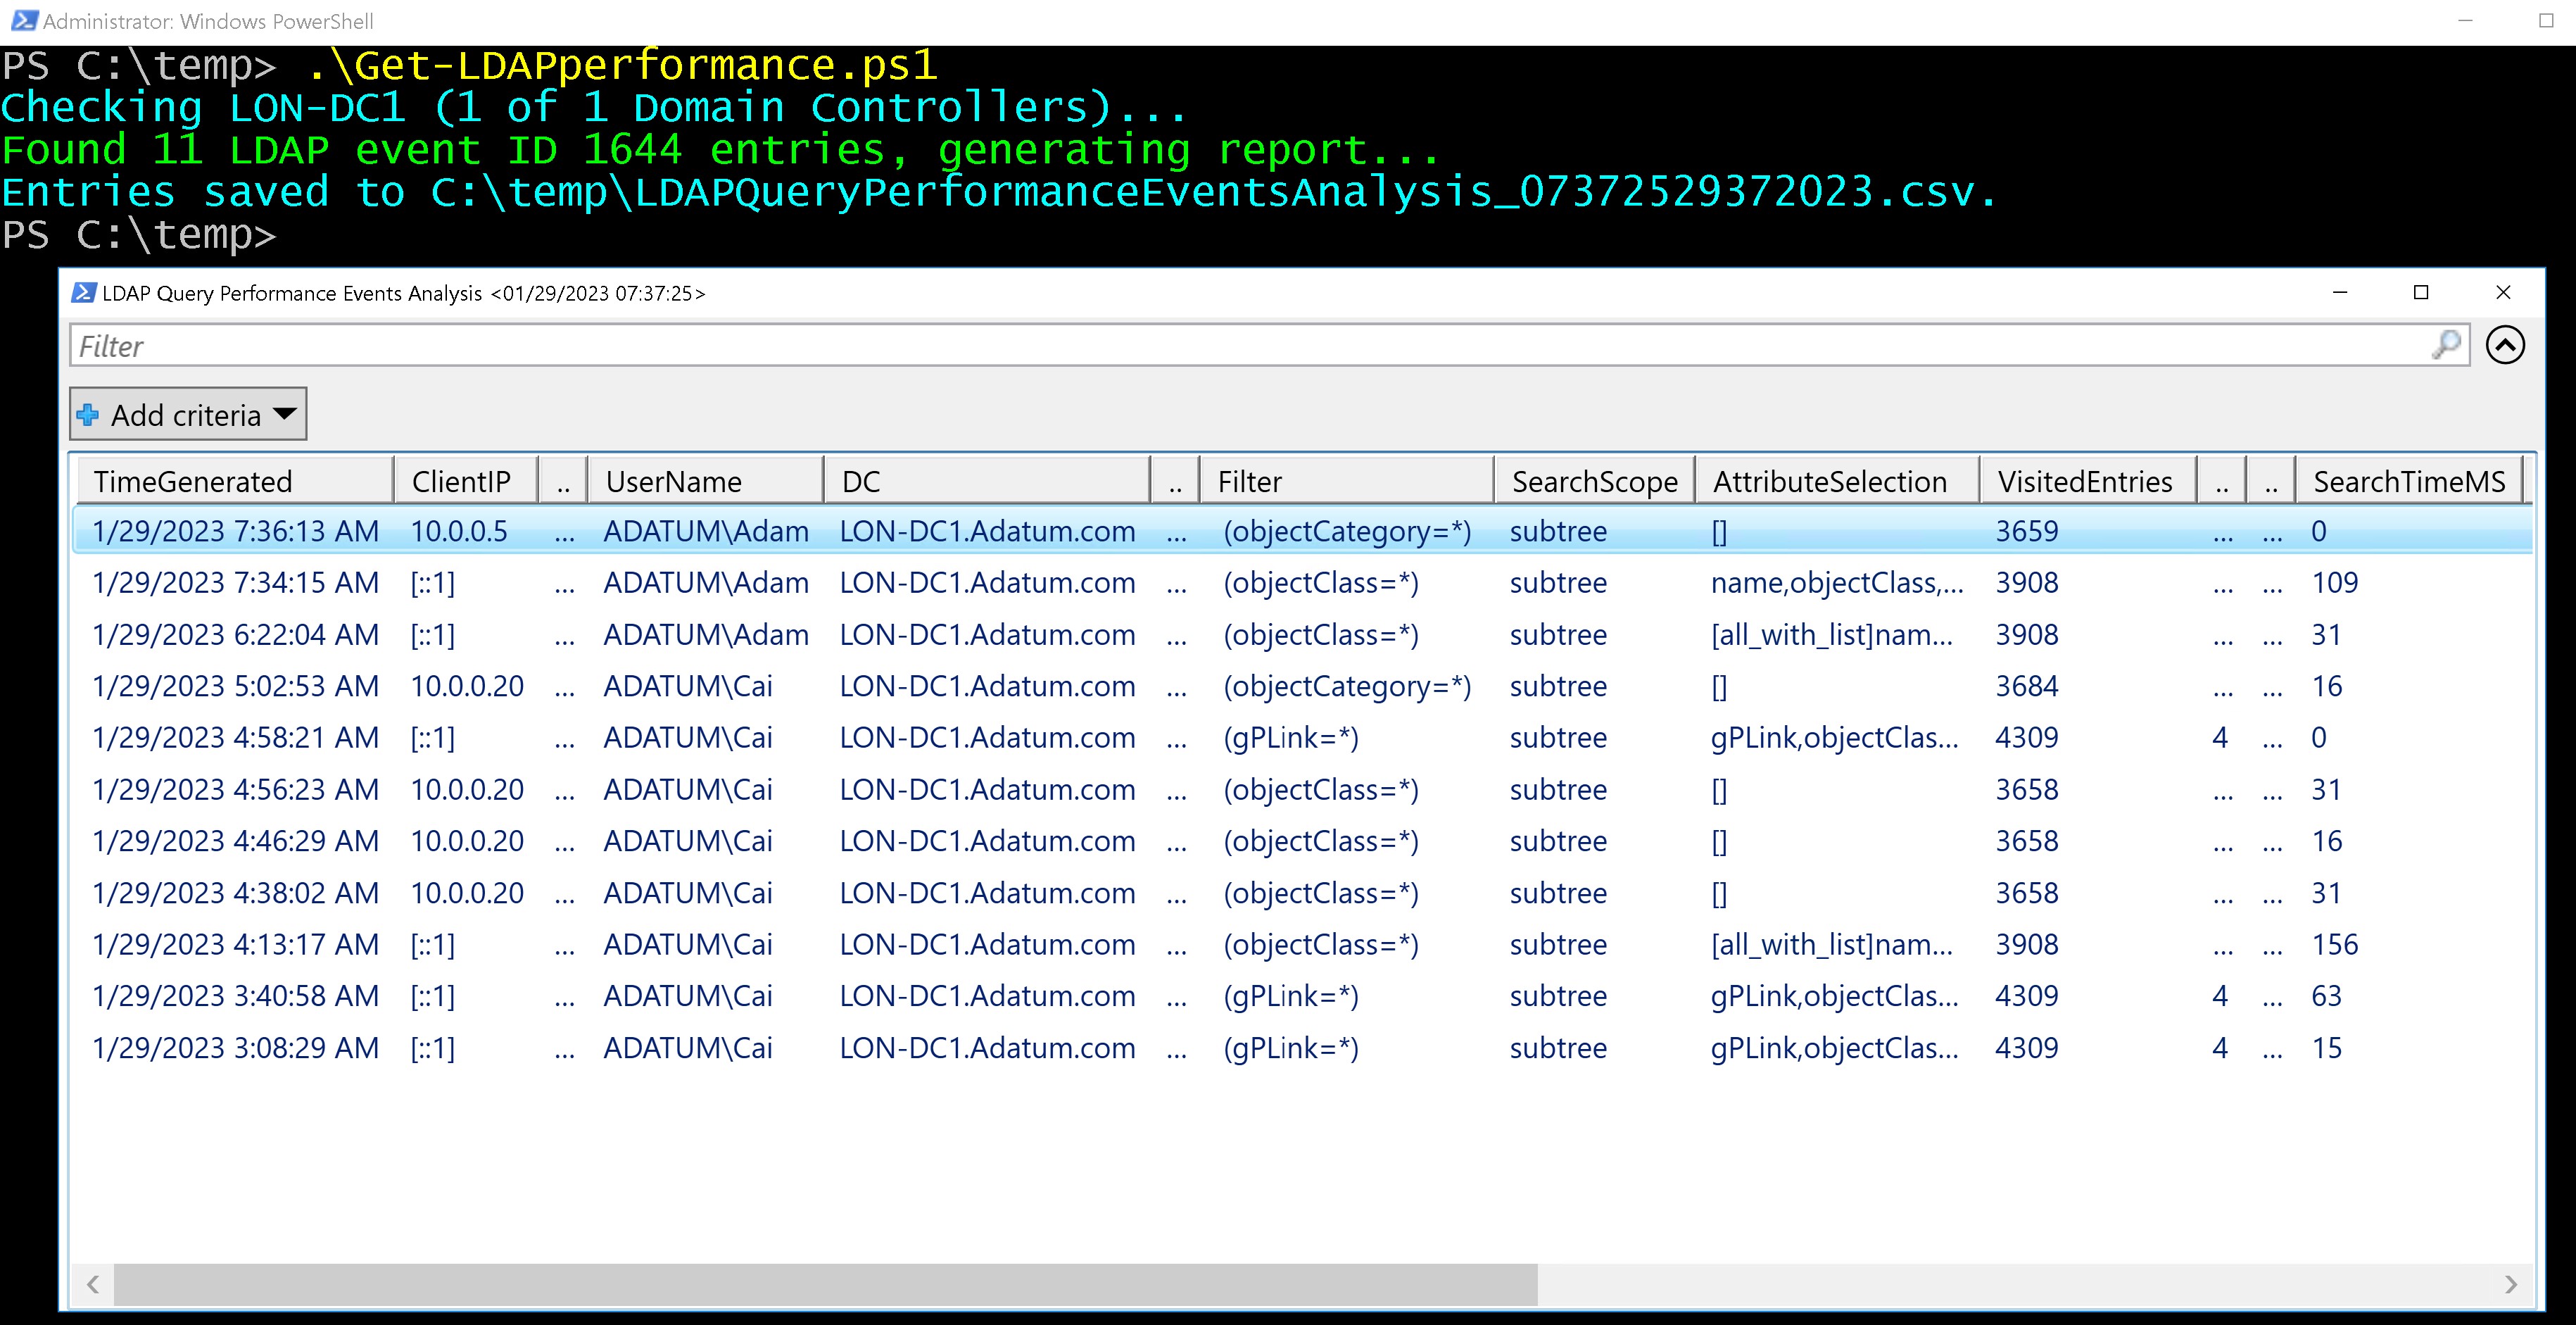 Administrator: Windows PowerShell
PS C:\temp> .\Get-LDAPperformance.ps1
Checking LON-DC1 (1 of 1 Domain Controllers)...
Found 11 LDAP event ID 1644 entries, generating report...
Entries saved to C:\temp\LDAPQueryPerformanceEventsAnalysis_07372529372023.csv.
PS C:\temp>
LDAP Query Performance Events Analysis <01/29/2023 07:37:25>
Filter
Add criteria
TimeGenerated ClientIP .. UserName DC .. Filter SearchScope AttributeSelection VisitedEntries .. .. SearchTimeMS
1/29/2023 7:36:13 AM 10.0.0.5 ... ADATUM\Adam LON-DC1.Adatum.com ... (objectCategory=*) subtree [] 3659 ... ... 0
1/29/2023 7:34:15 AM [::1] ... ADATUM\Adam LON-DC1.Adatum.com ... (objectClass=*) subtree name,objectClass,... 3908 ... ... 109
1/29/2023 6:22:04 AM [::1] ... ADATUM\Adam LON-DC1.Adatum.com ... (objectClass=*) subtree [all_with_list]nam... 3908 ... ... 31
1/29/2023 5:02:53 AM 10.0.0.20 ... ADATUM\Cai LON-DC1.Adatum.com ... (objectCategory=*) subtree [] 3684 ... ... 16
1/29/2023 4:58:21 AM [::1] ... ADATUM\Cai LON-DC1.Adatum.com ... (gPLink=*) subtree gPLink,objectClas... 4309 4 ... 0
1/29/2023 4:56:23 AM 10.0.0.20 ... ADATUM\Cai LON-DC1.Adatum.com ... (objectClass=*) subtree [] 3658 ... ... 31
1/29/2023 4:46:29 AM 10.0.0.20 ... ADATUM\Cai LON-DC1.Adatum.com ... (objectClass=*) subtree [] 3658 ... ... 16
1/29/2023 4:38:02 AM 10.0.0.20 ... ADATUM\Cai LON-DC1.Adatum.com ... (objectClass=*) subtree [] 3658 ... ... 31
1/29/2023 4:13:17 AM [::1] ... ADATUM\Cai LON-DC1.Adatum.com ... (objectClass=*) subtree [all_with_list]nam... 3908 ... ... 156
1/29/2023 3:40:58 AM [::1] ... ADATUM\Cai LON-DC1.Adatum.com ... (gPLink=*) subtree gPLink,objectClas... 4309 4 ... 63
1/29/2023 3:08:29 AM [::1] ... ADATUM\Cai LON-DC1.Adatum.com ... (gPLink=*) subtree gPLink,objectClas... 4309 4 ... 15